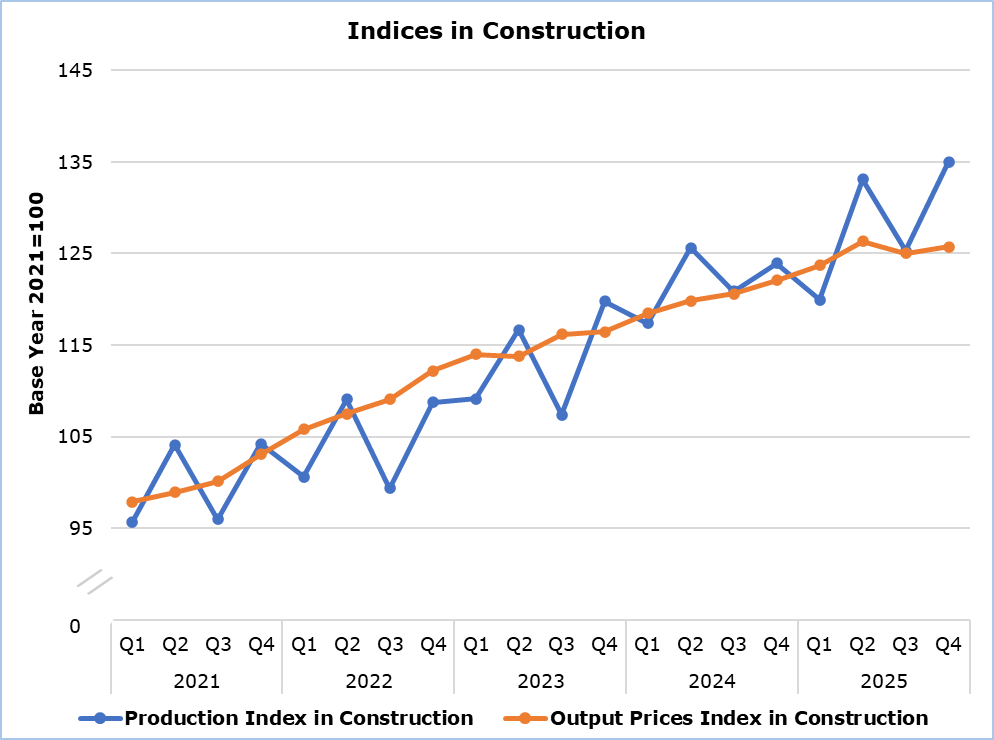 Indices in Construction
145
135
125
115
105
95
0
Base Year 2021=100
Q1 Q2 Q3 Q4 Q1 Q2 Q3 Q4 Q1 Q2 Q3 Q4 Q1 Q2 Q3 Q4 Q1 Q2 Q3 Q4
2021 2022 2023 2024 2025
Production Index in Construction Output Prices Index in Construction